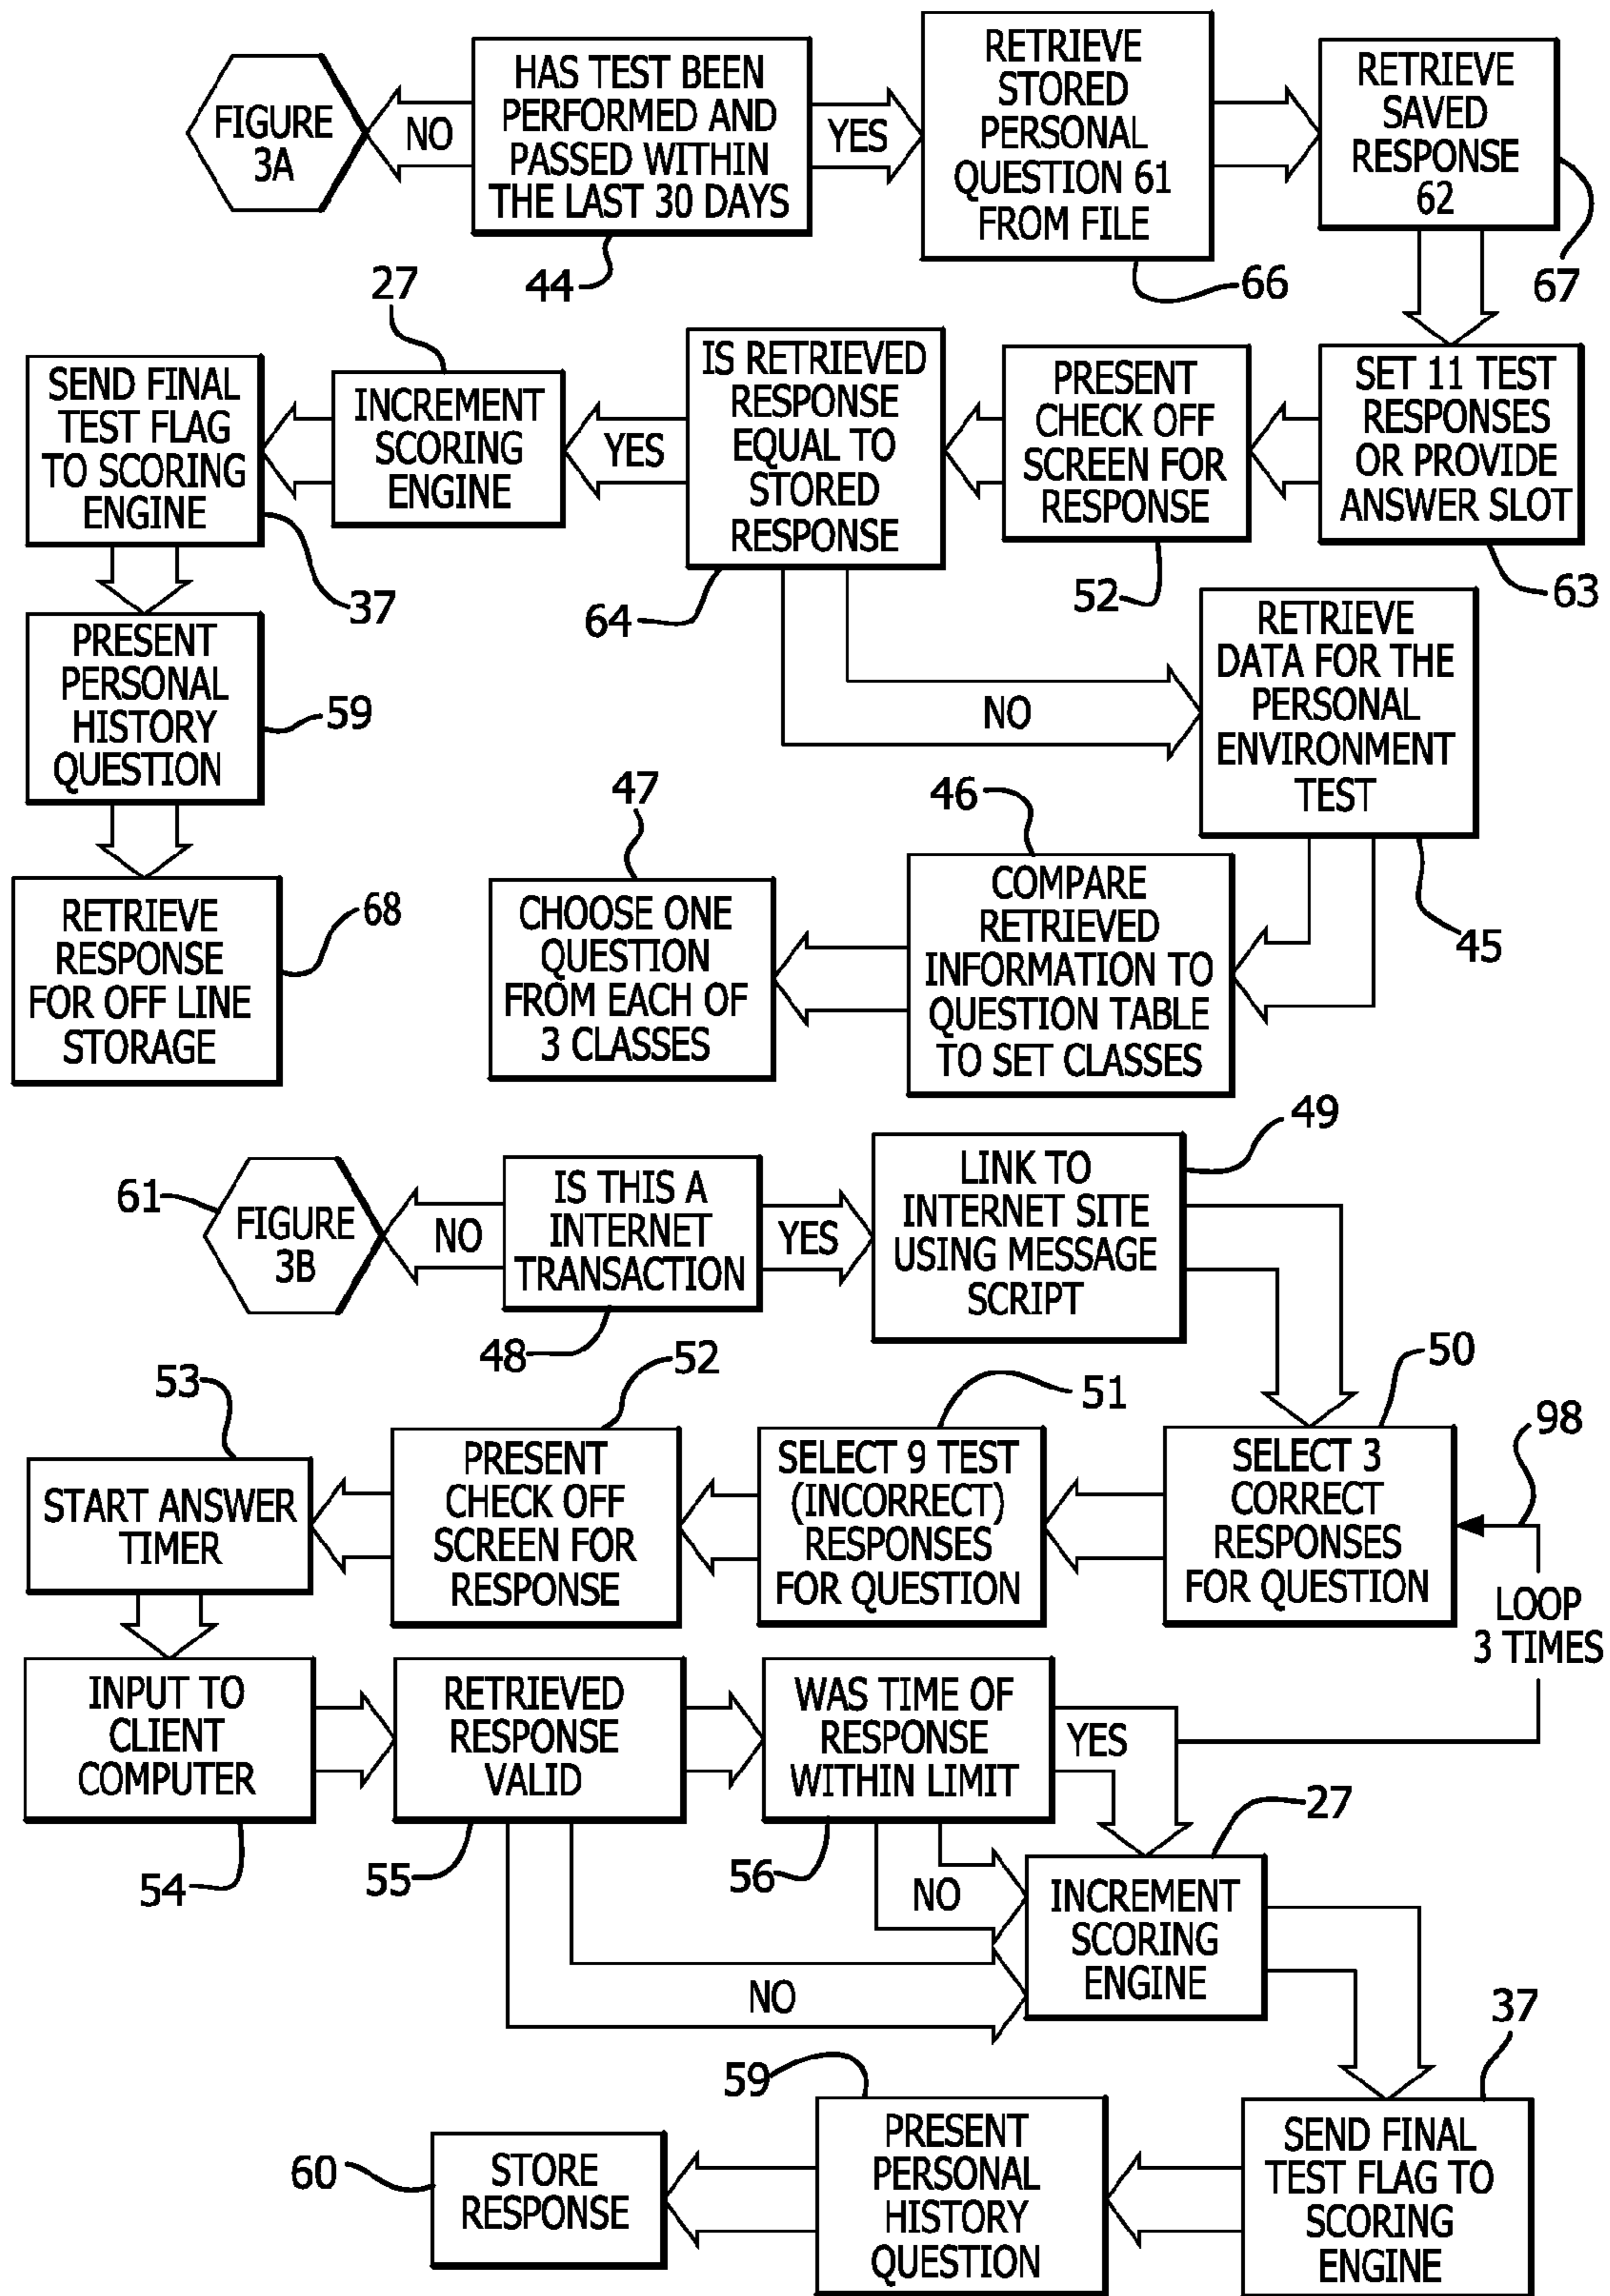 FIGURE
3A
NO
HAS TEST BEEN
PERFORMED AND
PASSED WITHIN
THE LAST 30 DAYS
44
YES
RETRIEVE
STORED
PERSONAL
QUESTION 61
FROM FILE
66
RETRIEVE
SAVED
RESPONSE
62
67
SET 11 TEST
RESPONSES
OR PROVIDE
ANSWER SLOT
63
PRESENT
CHECK OFF
SCREEN FOR
RESPONSE
52
IS RETRIEVED
RESPONSE
EQUAL TO
STORED
RESPONSE
64
YES
27
INCREMENT
SCORING
ENGINE
SEND FINAL
TEST FLAG
TO SCORING
ENGINE
37
PRESENT
PERSONAL
HISTORY
QUESTION
59
RETRIEVE
RESPONSE
FOR OFF LINE
STORAGE
68
NO
RETRIEVE
DATA FOR THE
PERSONAL
ENVIRONMENT
TEST
45
46
COMPARE
RETRIEVED
INFORMATION TO
QUESTION TABLE
TO SET CLASSES
47
CHOOSE ONE
QUESTION
FROM EACH OF
3 CLASSES
61
FIGURE
3B
NO
IS THIS A
INTERNET
TRANSACTION
48
YES
LINK TO
INTERNET SITE
USING MESSAGE
SCRIPT
49
50
SELECT 3
CORRECT
RESPONSES
FOR QUESTION
98
LOOP
3 TIMES
51
SELECT 9 TEST
(INCORRECT)
RESPONSES
FOR QUESTION
52
PRESENT
CHECK OFF
SCREEN FOR
RESPONSE
53
START ANSWER
TIMER
INPUT TO
CLIENT
COMPUTER
54
RETRIEVED
RESPONSE
VALID
55
WAS TIME OF
RESPONSE
WITHIN LIMIT
56
YES
NO
NO
27
INCREMENT
SCORING
ENGINE
37
SEND FINAL
TEST FLAG TO
SCORING
ENGINE
59
PRESENT
PERSONAL
HISTORY
QUESTION
60
STORE
RESPONSE